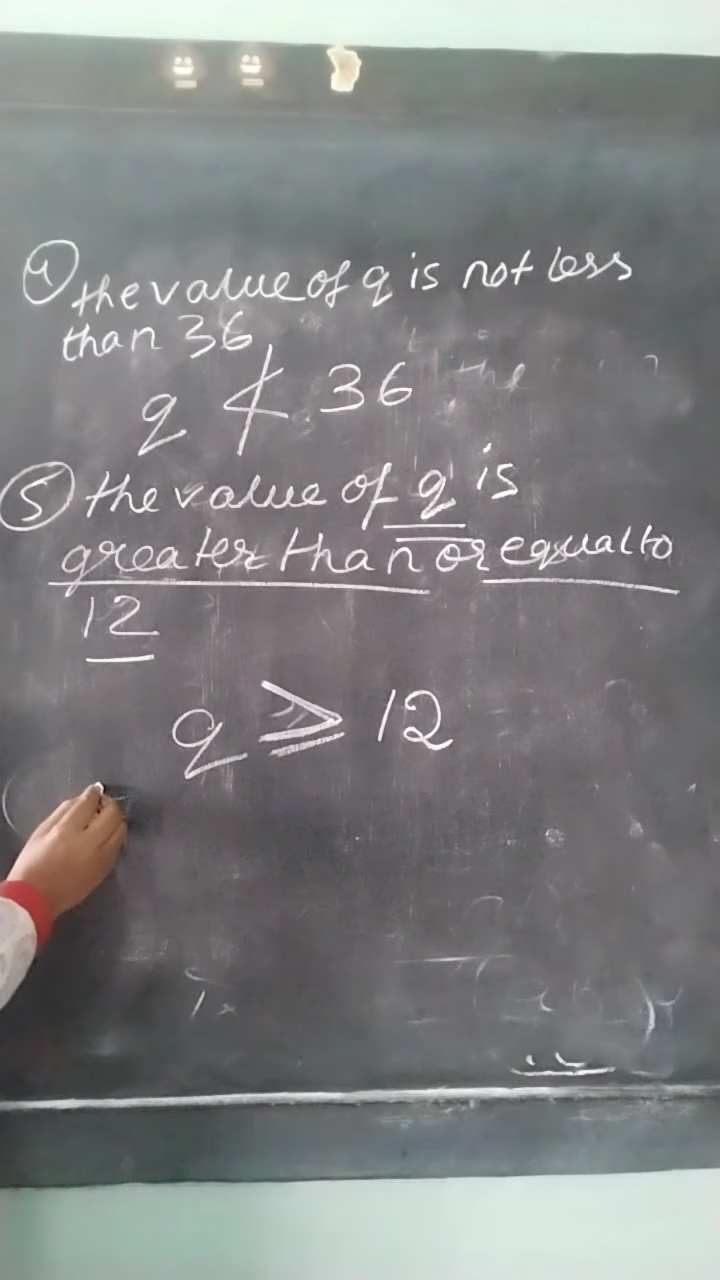 ④ the value of q is not less
than 36
q ≮ 36
⑤ the value of q is
greater than or equal to
12
q ≥ 12